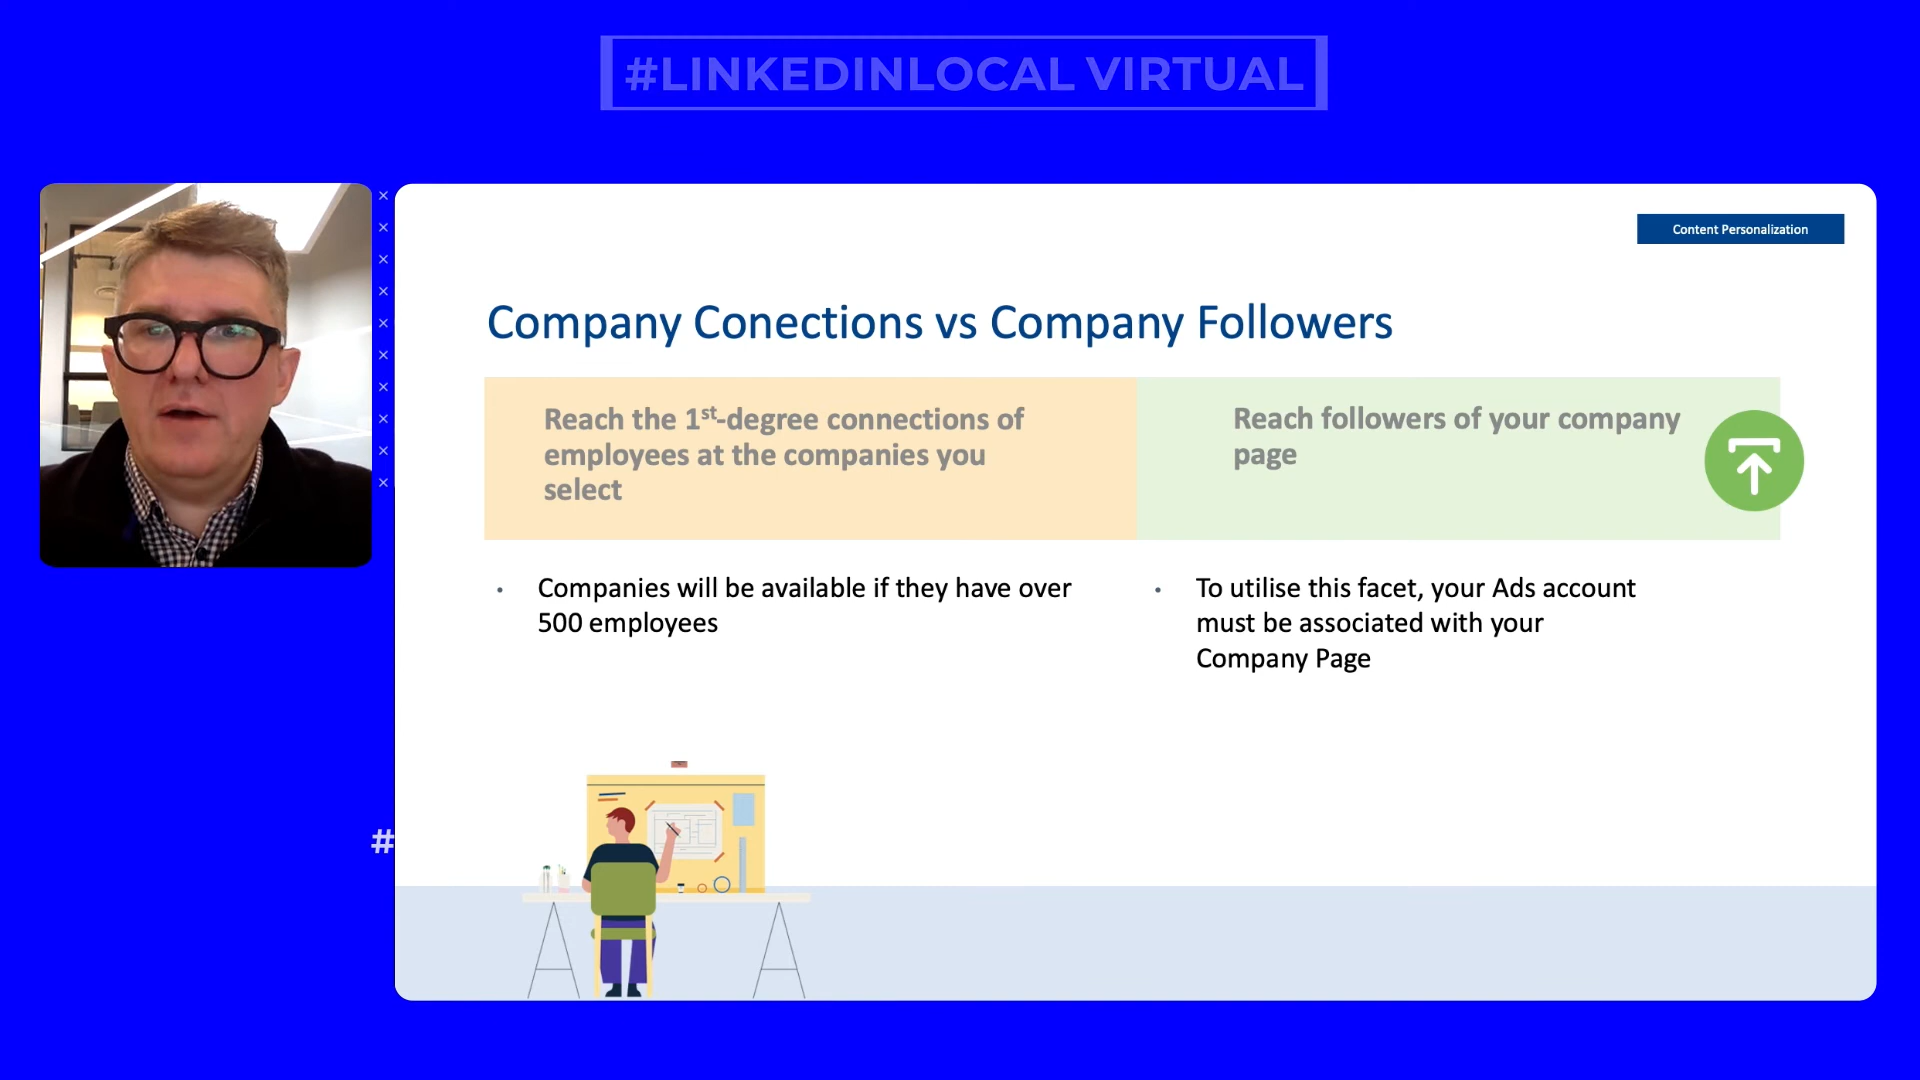 #LINKEDINLOCAL VIRTUAL
Content Personalization
Company Conections vs Company Followers
Reach the 1st-degree connections of
employees at the companies you
select
Reach followers of your company
page
• Companies will be available if they have over
500 employees
• To utilise this facet, your Ads account
must be associated with your
Company Page
#